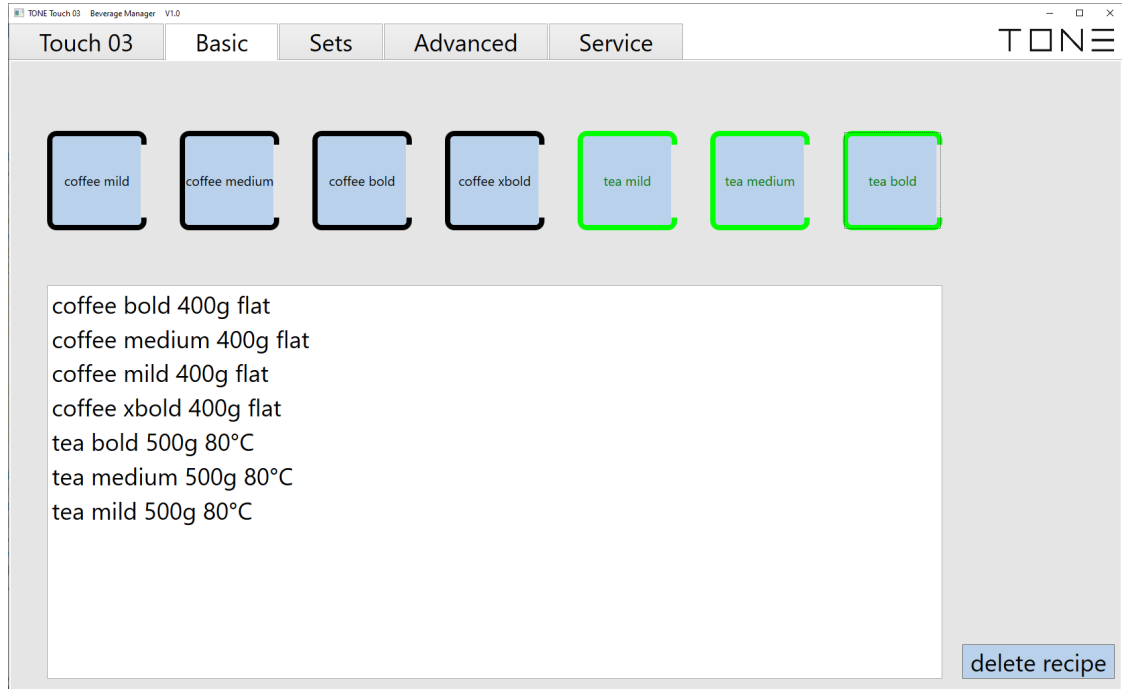 TONE Touch 03 Beverage Manager V1.0
Touch 03 Basic Sets Advanced Service TONE
coffee mild coffee medium coffee bold coffee xbold tea mild tea medium tea bold
coffee bold 400g flat
coffee medium 400g flat
coffee mild 400g flat
coffee xbold 400g flat
tea bold 500g 80°C
tea medium 500g 80°C
tea mild 500g 80°C
delete recipe